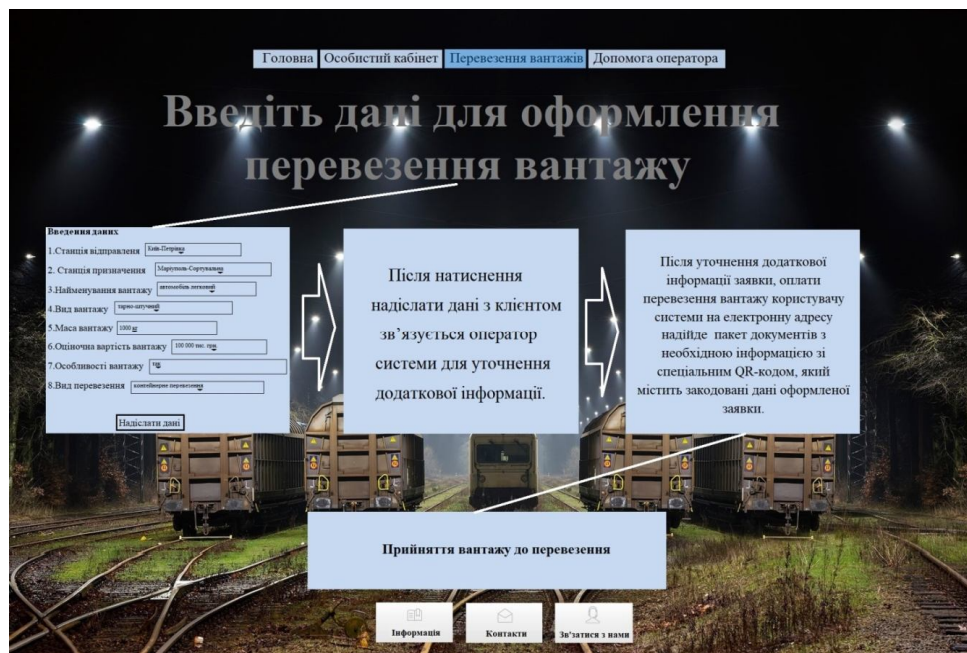 Головна Особистий кабінет Перевезення вантажів Допомога оператора
Введіть дані для оформлення
перевезення вантажу
Введення даних
1.Станція відправленя Київ-Петрівка
2. Станція призначення Маріуполь-Сортувальна
3.Найменування вантажу автомобіль легковий
4.Вид вантажу тарно-штучний
5.Маса вантажу 1000 кг
6.Оціночна вартість вантажу 100 000 тис. грн.
7.Особливості вантажу
8.Вид перевезення контейнерне перевезення
Надіслати дані
Після натиснення
надіслати дані з клієнтом
зв’язується оператор
системи для уточнення
додаткової інформації.
Після уточнення додаткової
інформації заявки, оплати
перевезення вантажу користувачу
системи на електронну адресу
надійде пакет документів з
необхідною інформацією зі
спеціальним QR-кодом, який
містить закодовані дані оформленої
заявки.
Прийняття вантажу до перевезення
Інформація Контакти Зв’затися з нами